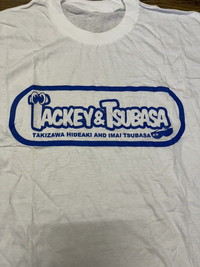 TACKEY & TSUBASA
TAKIZAWA HIDEAKI AND IMAI TSUBASA